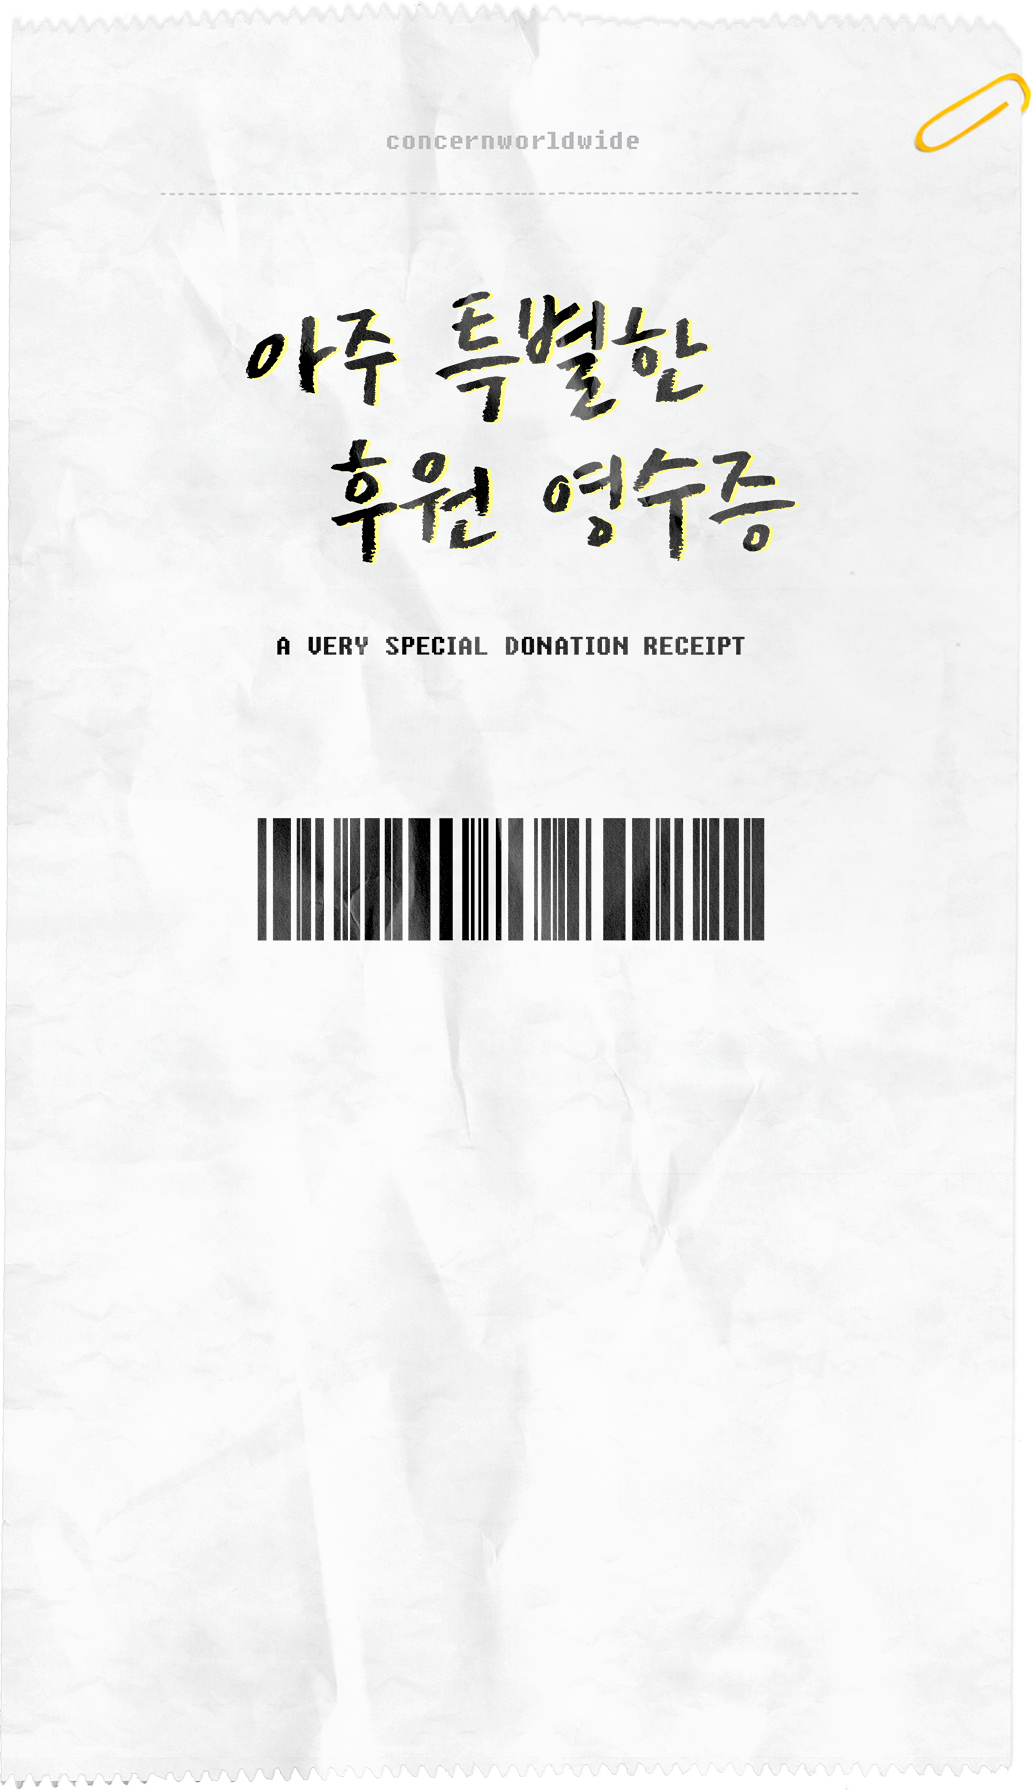 concernworldwide
아주 특별한
후원 영수증
A VERY SPECIAL DONATION RECEIPT